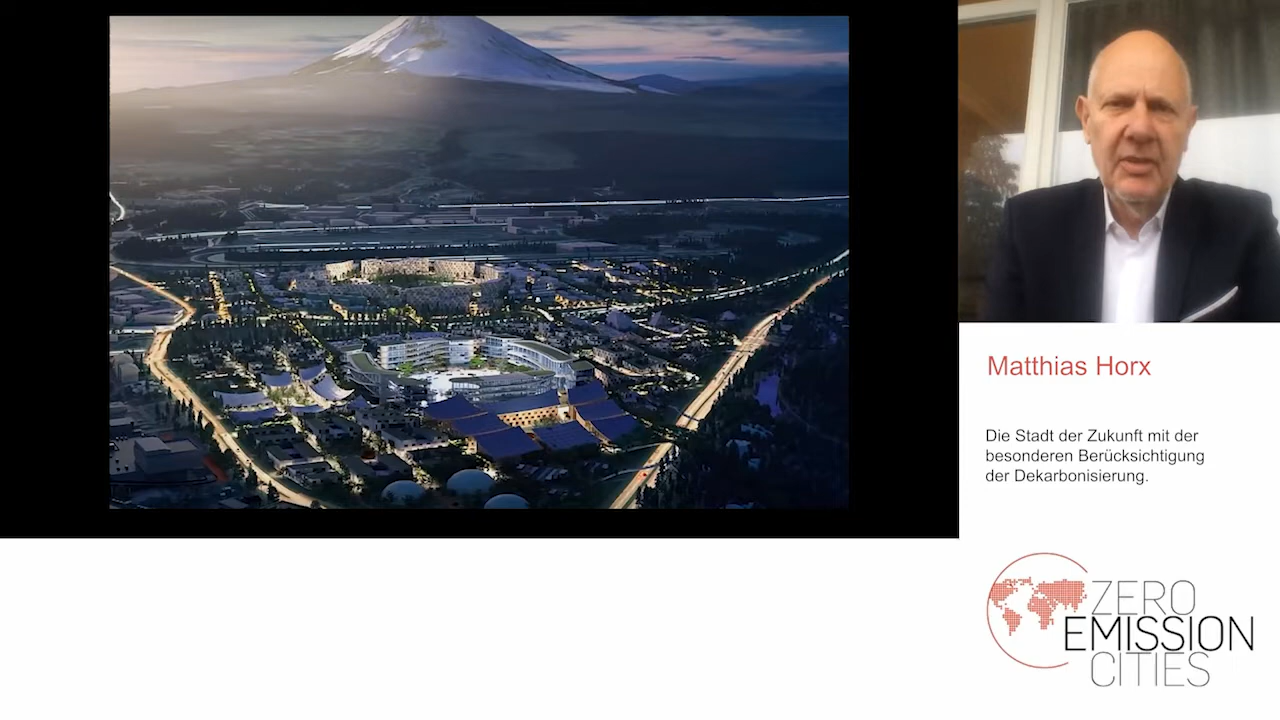 Matthias Horx
Die Stadt der Zukunft mit der
besonderen Berücksichtigung
der Dekarbonisierung.
ZERO
EMISSION
CITIES